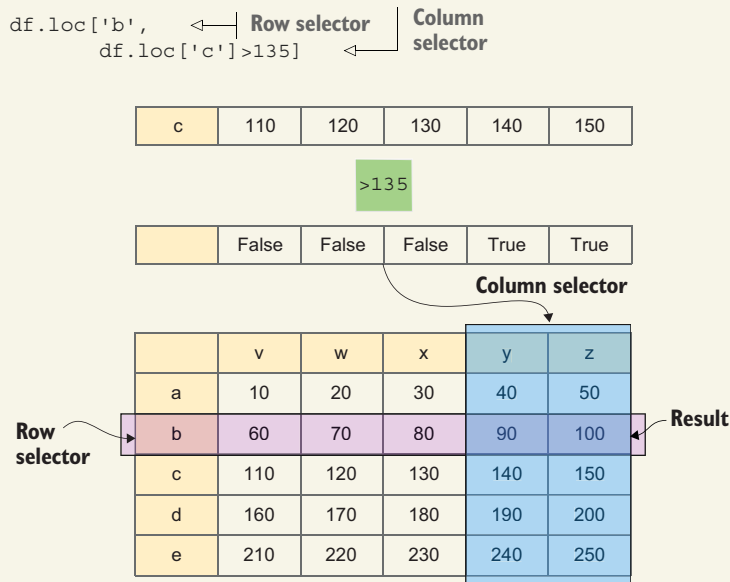 df.loc['b',
Row selector
Column
selector
df.loc['c']>135]
c 110 120 130 140 150
>135
False False False True True
Column selector
v w x y z
a 10 20 30 40 50
Row
selector
b 60 70 80 90 100
Result
c 110 120 130 140 150
d 160 170 180 190 200
e 210 220 230 240 250